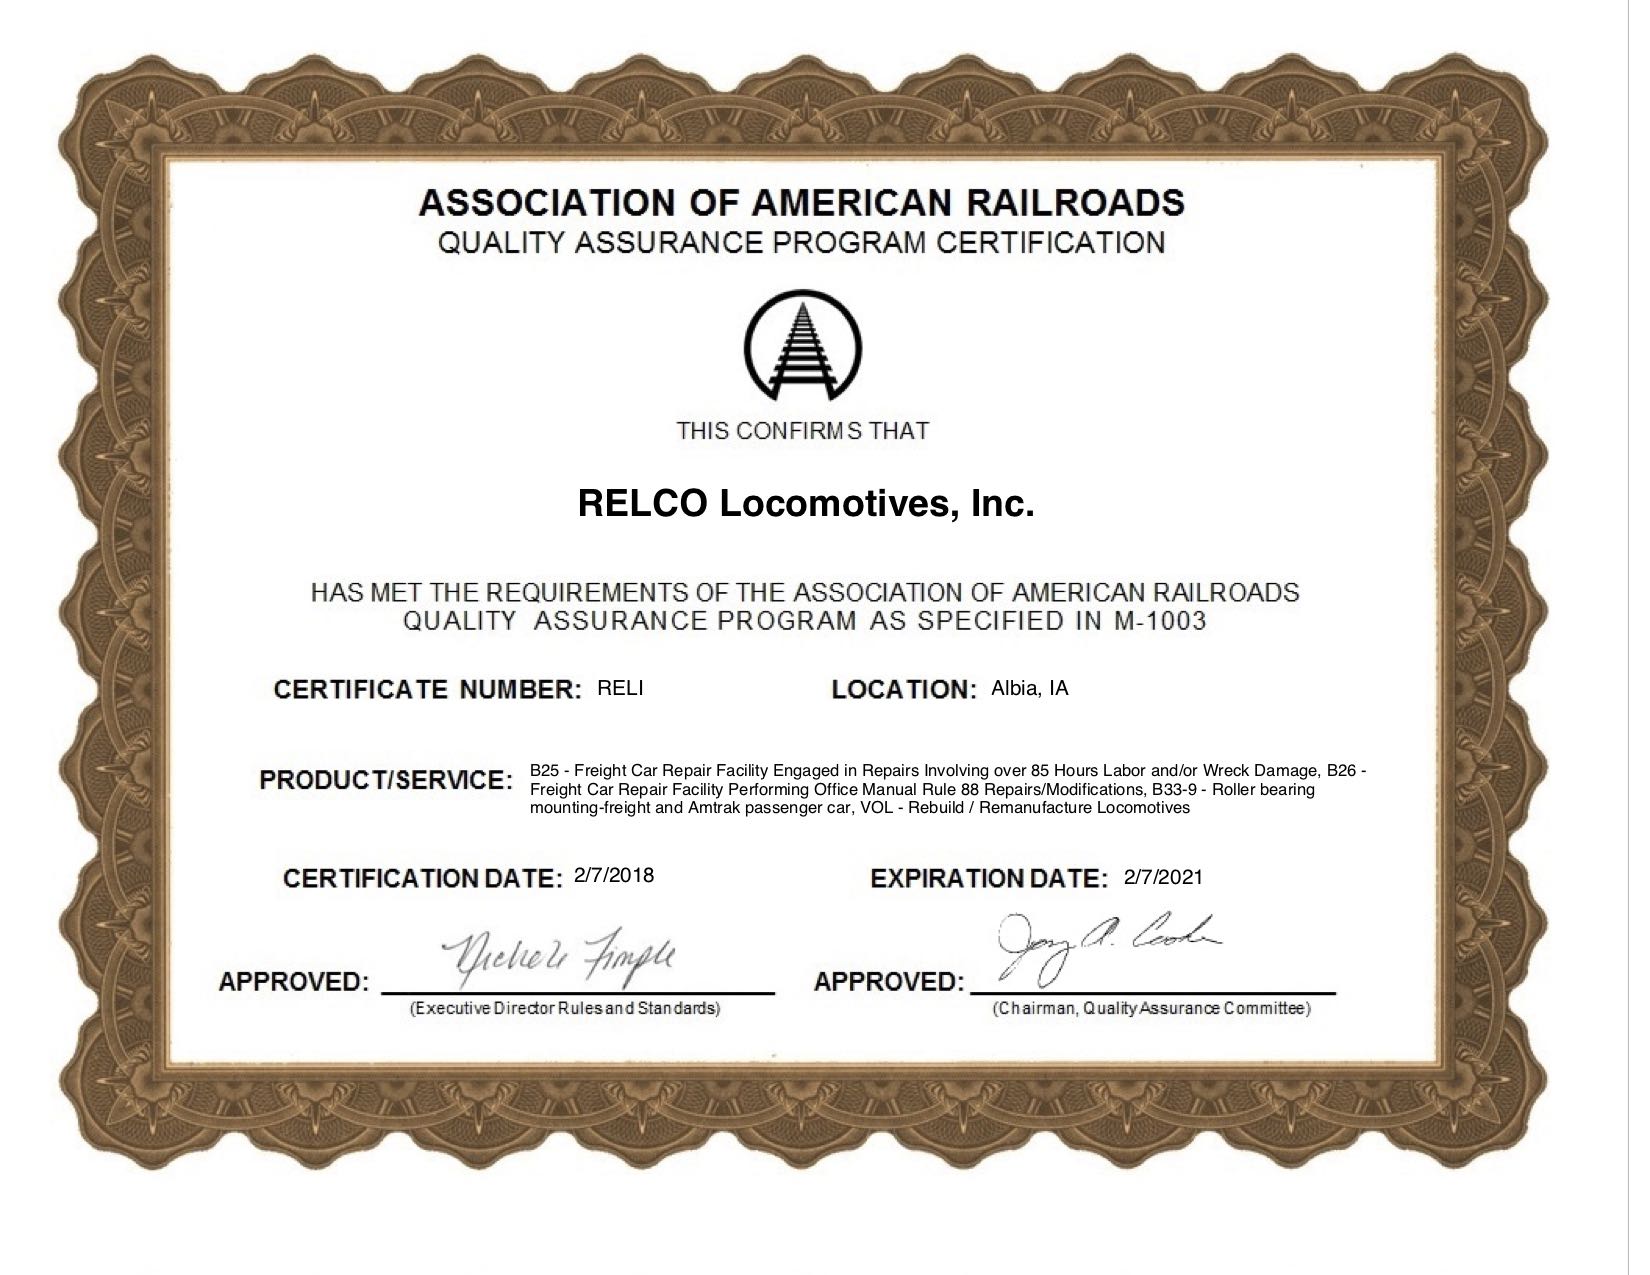 ASSOCIATION OF AMERICAN RAILROADS
QUALITY ASSURANCE PROGRAM CERTIFICATION
THIS CONFIRMS THAT
RELCO Locomotives, Inc.
HAS MET THE REQUIREMENTS OF THE ASSOCIATION OF AMERICAN RAILROADS
QUALITY ASSURANCE PROGRAM AS SPECIFIED IN M-1003
CERTIFICATE NUMBER: RELI LOCATION: Albia, IA
PRODUCT/SERVICE: B25 - Freight Car Repair Facility Engaged in Repairs Involving over 85 Hours Labor and/or Wreck Damage, B26 -
Freight Car Repair Facility Performing Office Manual Rule 88 Repairs/Modifications, B33-9 - Roller bearing
mounting-freight and Amtrak passenger car, VOL - Rebuild / Remanufacture Locomotives
CERTIFICATION DATE: 2/7/2018 EXPIRATION DATE: 2/7/2021
APPROVED: APPROVED:
(Executive Director Rules and Standards) (Chairman, Quality Assurance Committee)